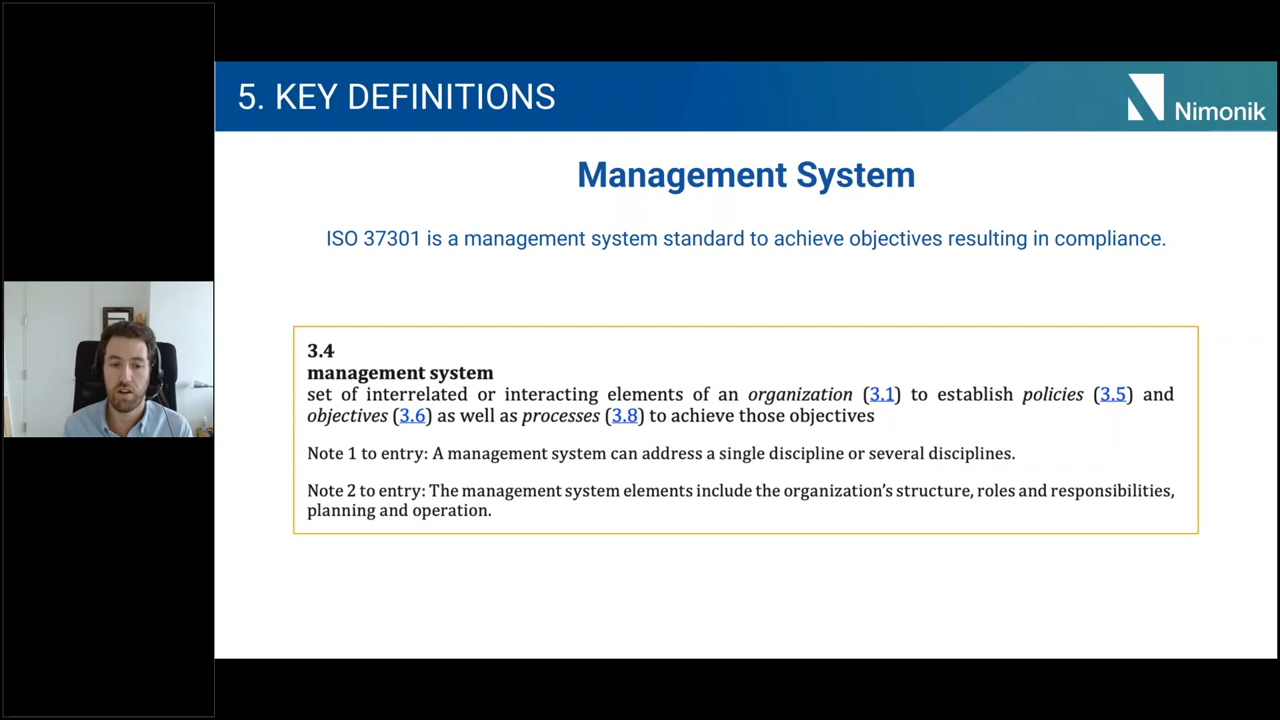 5. KEY DEFINITIONS
Nimonik
Management System
ISO 37301 is a management system standard to achieve objectives resulting in compliance.
3.4
management system
set of interrelated or interacting elements of an organization (3.1) to establish policies (3.5) and
objectives (3.6) as well as processes (3.8) to achieve those objectives
Note 1 to entry: A management system can address a single discipline or several disciplines.
Note 2 to entry: The management system elements include the organization’s structure, roles and responsibilities,
planning and operation.